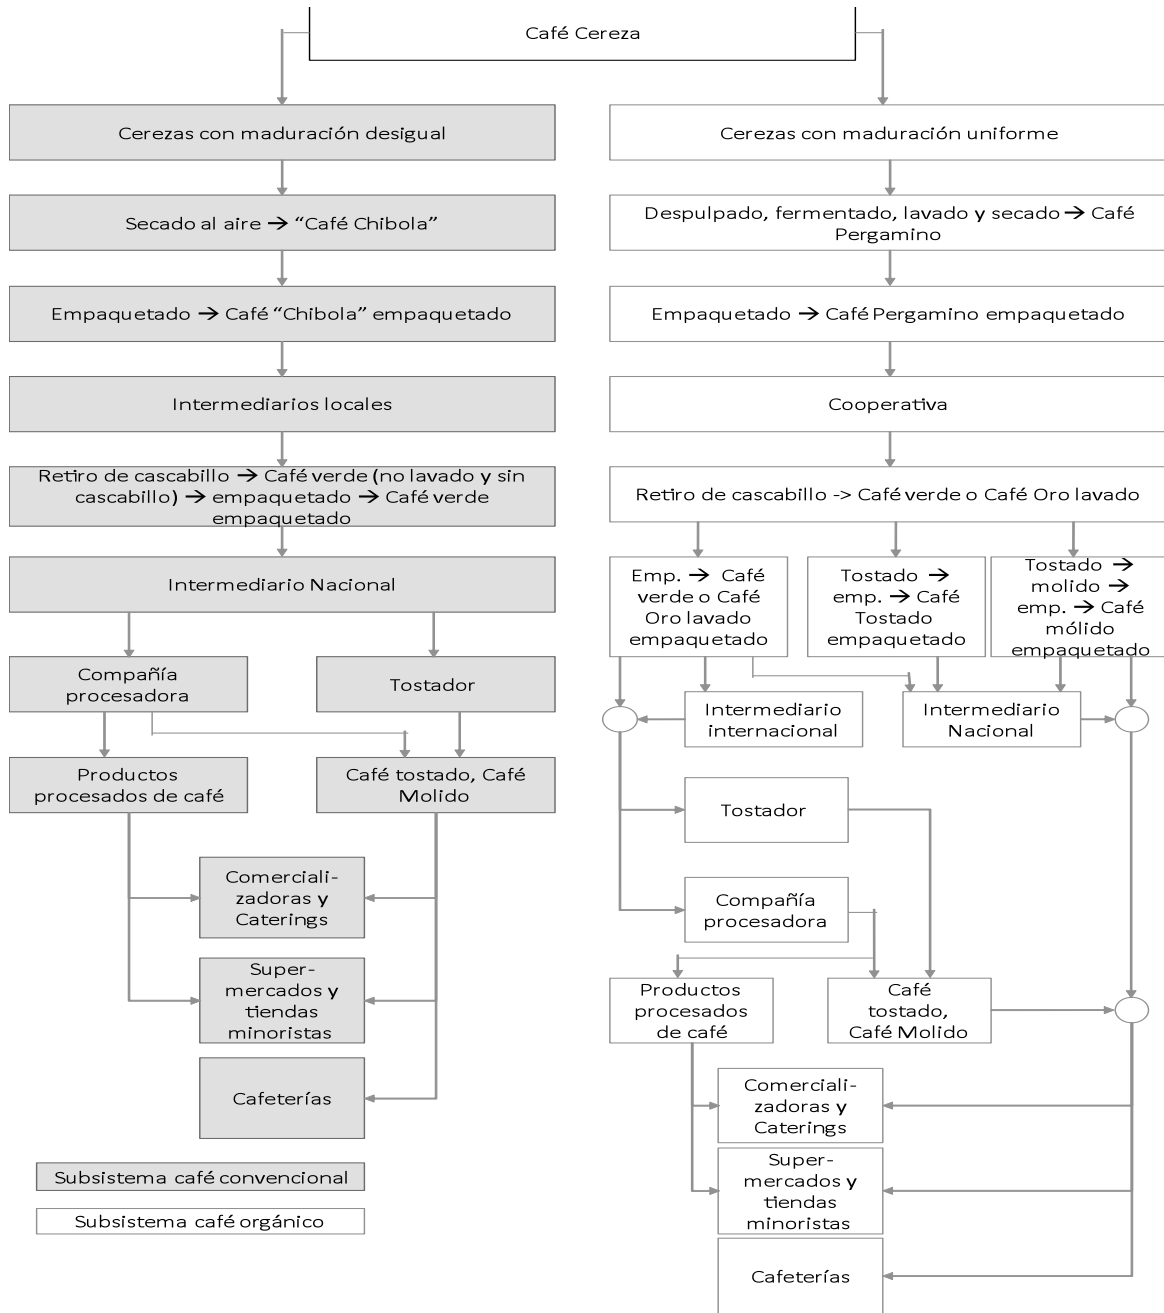 Café Cereza
Cerezas con maduración desigual
Secado al aire → “Café Chibola”
Empaquetado → Café “Chibola” empaquetado
Intermediarios locales
Retiro de cascabillo → Café verde (no lavado y sin
cascabillo) → empaquetado → Café verde
empaquetado
Intermediario Nacional
Compañía
procesadora
Tostador
Productos
procesados de café
Café tostado, Café
Molido
Comerciali-
zadoras y
Caterings
Super-
mercados y
tiendas
minoristas
Cafeterías
Subsistema café convencional
Subsistema café orgánico
Cerezas con maduración uniforme
Despulpado, fermentado, lavado y secado → Café
Pergamino
Empaquetado → Café Pergamino empaquetado
Cooperativa
Retiro de cascabillo -> Café verde o Café Oro lavado
Emp. → Café
verde o Café
Oro lavado
empaquetado
Tostado →
emp. → Café
Tostado
empaquetado
Tostado →
molido →
emp. → Café
mólido
empaquetado
Intermediario
internacional
Intermediario
Nacional
Tostador
Compañía
procesadora
Productos
procesados
de café
Café
tostado,
Café Molido
Comerciali-
zadoras y
Caterings
Super-
mercados y
tiendas
minoristas
Cafeterías